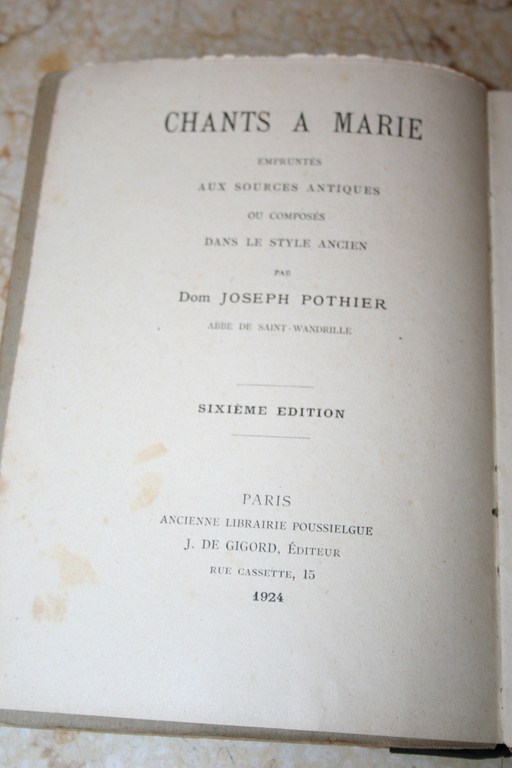 CHANTS A MARIE
EMPRUNTÉS
AUX SOURCES ANTIQUES
OU COMPOSÉS
DANS LE STYLE ANCIEN
PAR
Dom JOSEPH POTHIER
ABBÉ DE SAINT-WANDRILLE
SIXIÈME EDITION
PARIS
ANCIENNE LIBRAIRIE POUSSIELGUE
J. DE GIGORD, ÉDITEUR
RUE CASSETTE, 15
1924